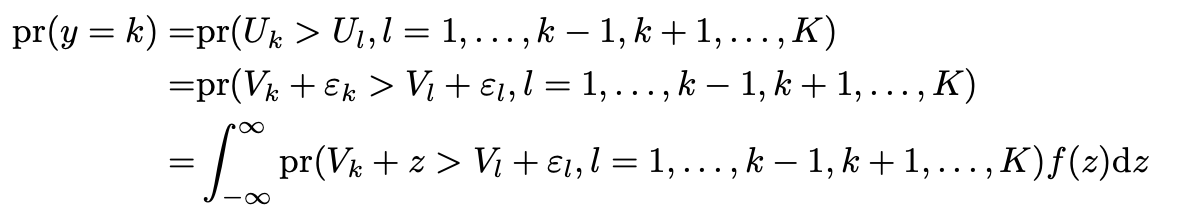 pr(y = k) =pr(U_k > U_l, l = 1, . . . , k − 1, k + 1, . . . , K)
=pr(V_k + ε_k > V_l + ε_l, l = 1, . . . , k − 1, k + 1, . . . , K)
= ∫_{−∞}^{∞} pr(V_k + z > V_l + ε_l, l = 1, . . . , k − 1, k + 1, . . . , K)f(z)dz